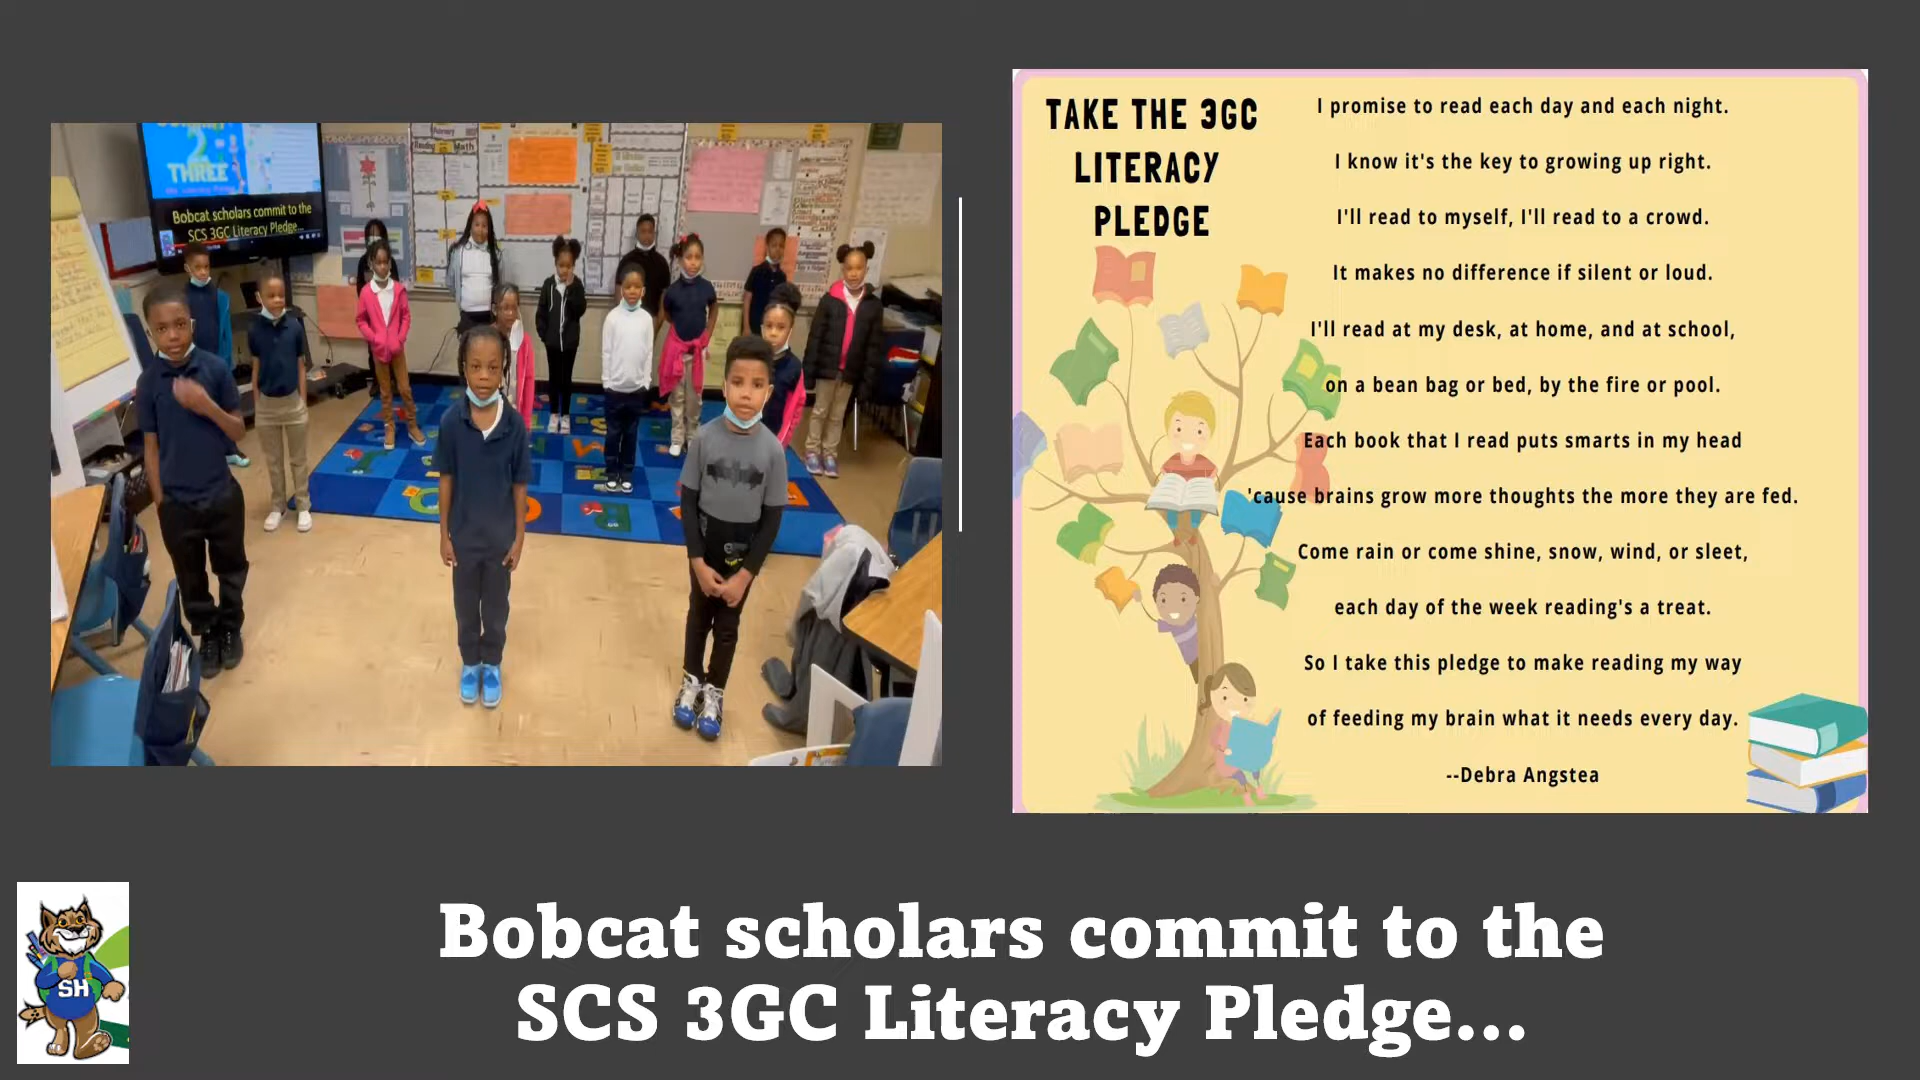 2
THREE
Bobcat scholars commit to the
SCS 3GC Literacy Pledge...
Reading
Math
TAKE THE 3GC
LITERACY
PLEDGE
I promise to read each day and each night.
I know it's the key to growing up right.
I'll read to myself, I'll read to a crowd.
It makes no difference if silent or loud.
I'll read at my desk, at home, and at school,
on a bean bag or bed, by the fire or pool.
Each book that I read puts smarts in my head
'cause brains grow more thoughts the more they are fed.
Come rain or come shine, snow, wind, or sleet,
each day of the week reading's a treat.
So I take this pledge to make reading my way
of feeding my brain what it needs every day.
--Debra Angstea
SH
Bobcat scholars commit to the
SCS 3GC Literacy Pledge...